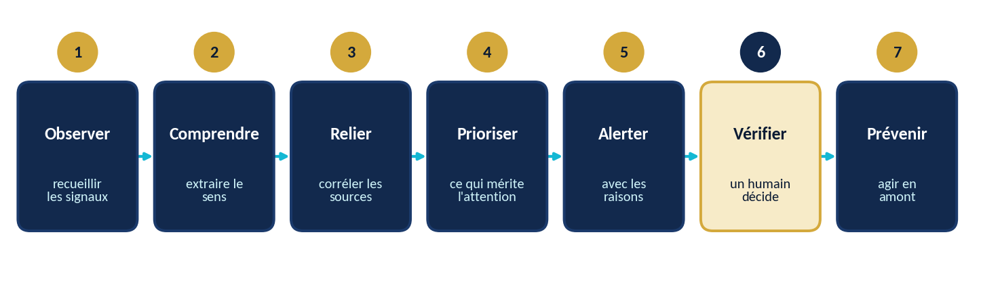 1
Observer
recueillir
les signaux
2
Comprendre
extraire le
sens
3
Relier
corréler les
sources
4
Prioriser
ce qui mérite
l'attention
5
Alerter
avec les
raisons
6
Vérifier
un humain
décide
7
Prévenir
agir en
amont